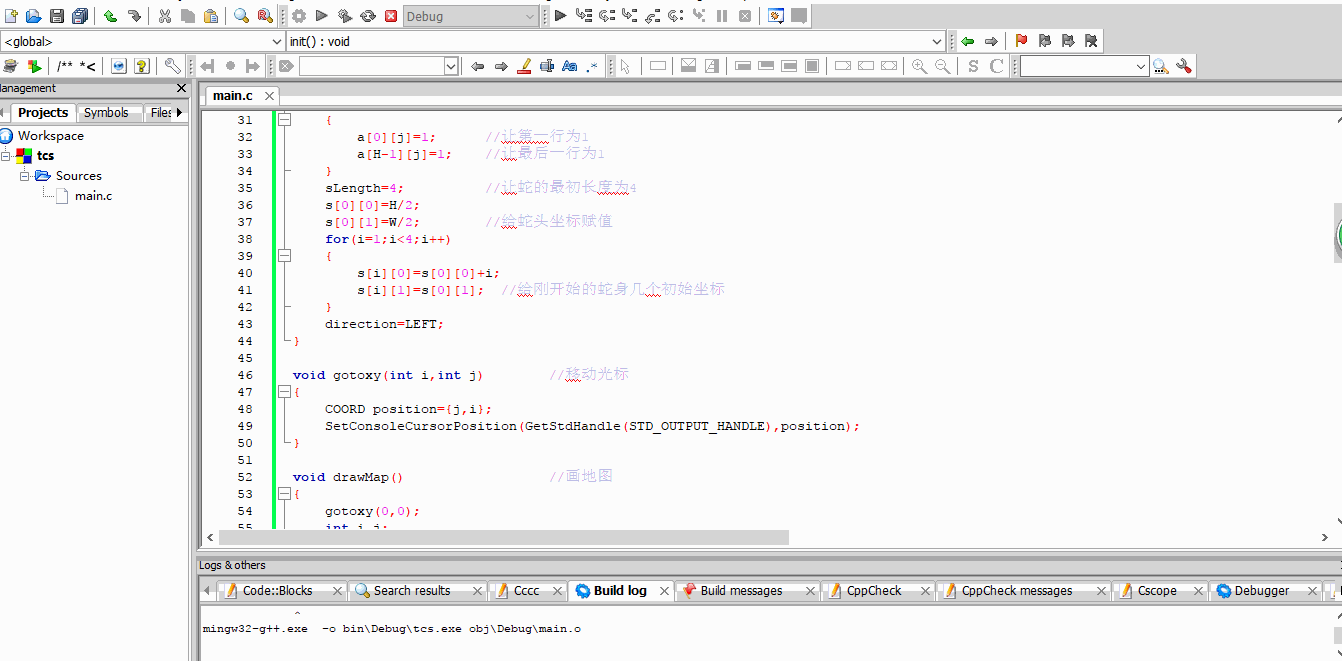 Debug
<global>
init() : void
/** *<
Aa
.*
S
C
anagement
main.c
Projects
Symbols
Files
Workspace
tcs
Sources
main.c
31 {
32 a[0][j]=1; //让第一行为1
33 a[H-1][j]=1; //让最后一行为1
34 }
35 sLength=4; //让蛇的最初长度为4
36 s[0][0]=H/2;
37 s[0][1]=W/2; //给蛇头坐标赋值
38 for(i=1;i<4;i++)
39 {
40 s[i][0]=s[0][0]+i;
41 s[i][1]=s[0][1]; //给刚开始的蛇身几个初始坐标
42 }
43 direction=LEFT;
44 }
45
46 void gotoxy(int i,int j) //移动光标
47 {
48 COORD position={j,i};
49 SetConsoleCursorPosition(GetStdHandle(STD_OUTPUT_HANDLE),position);
50 }
51
52 void drawMap() //画地图
53 {
54 gotoxy(0,0);
55 int i,j;
Logs & others
Code::Blocks
Search results
Cccc
Build log
Build messages
CppCheck
CppCheck messages
Cscope
Debugger
^
mingw32-g++.exe -o bin\Debug\tcs.exe obj\Debug\main.o